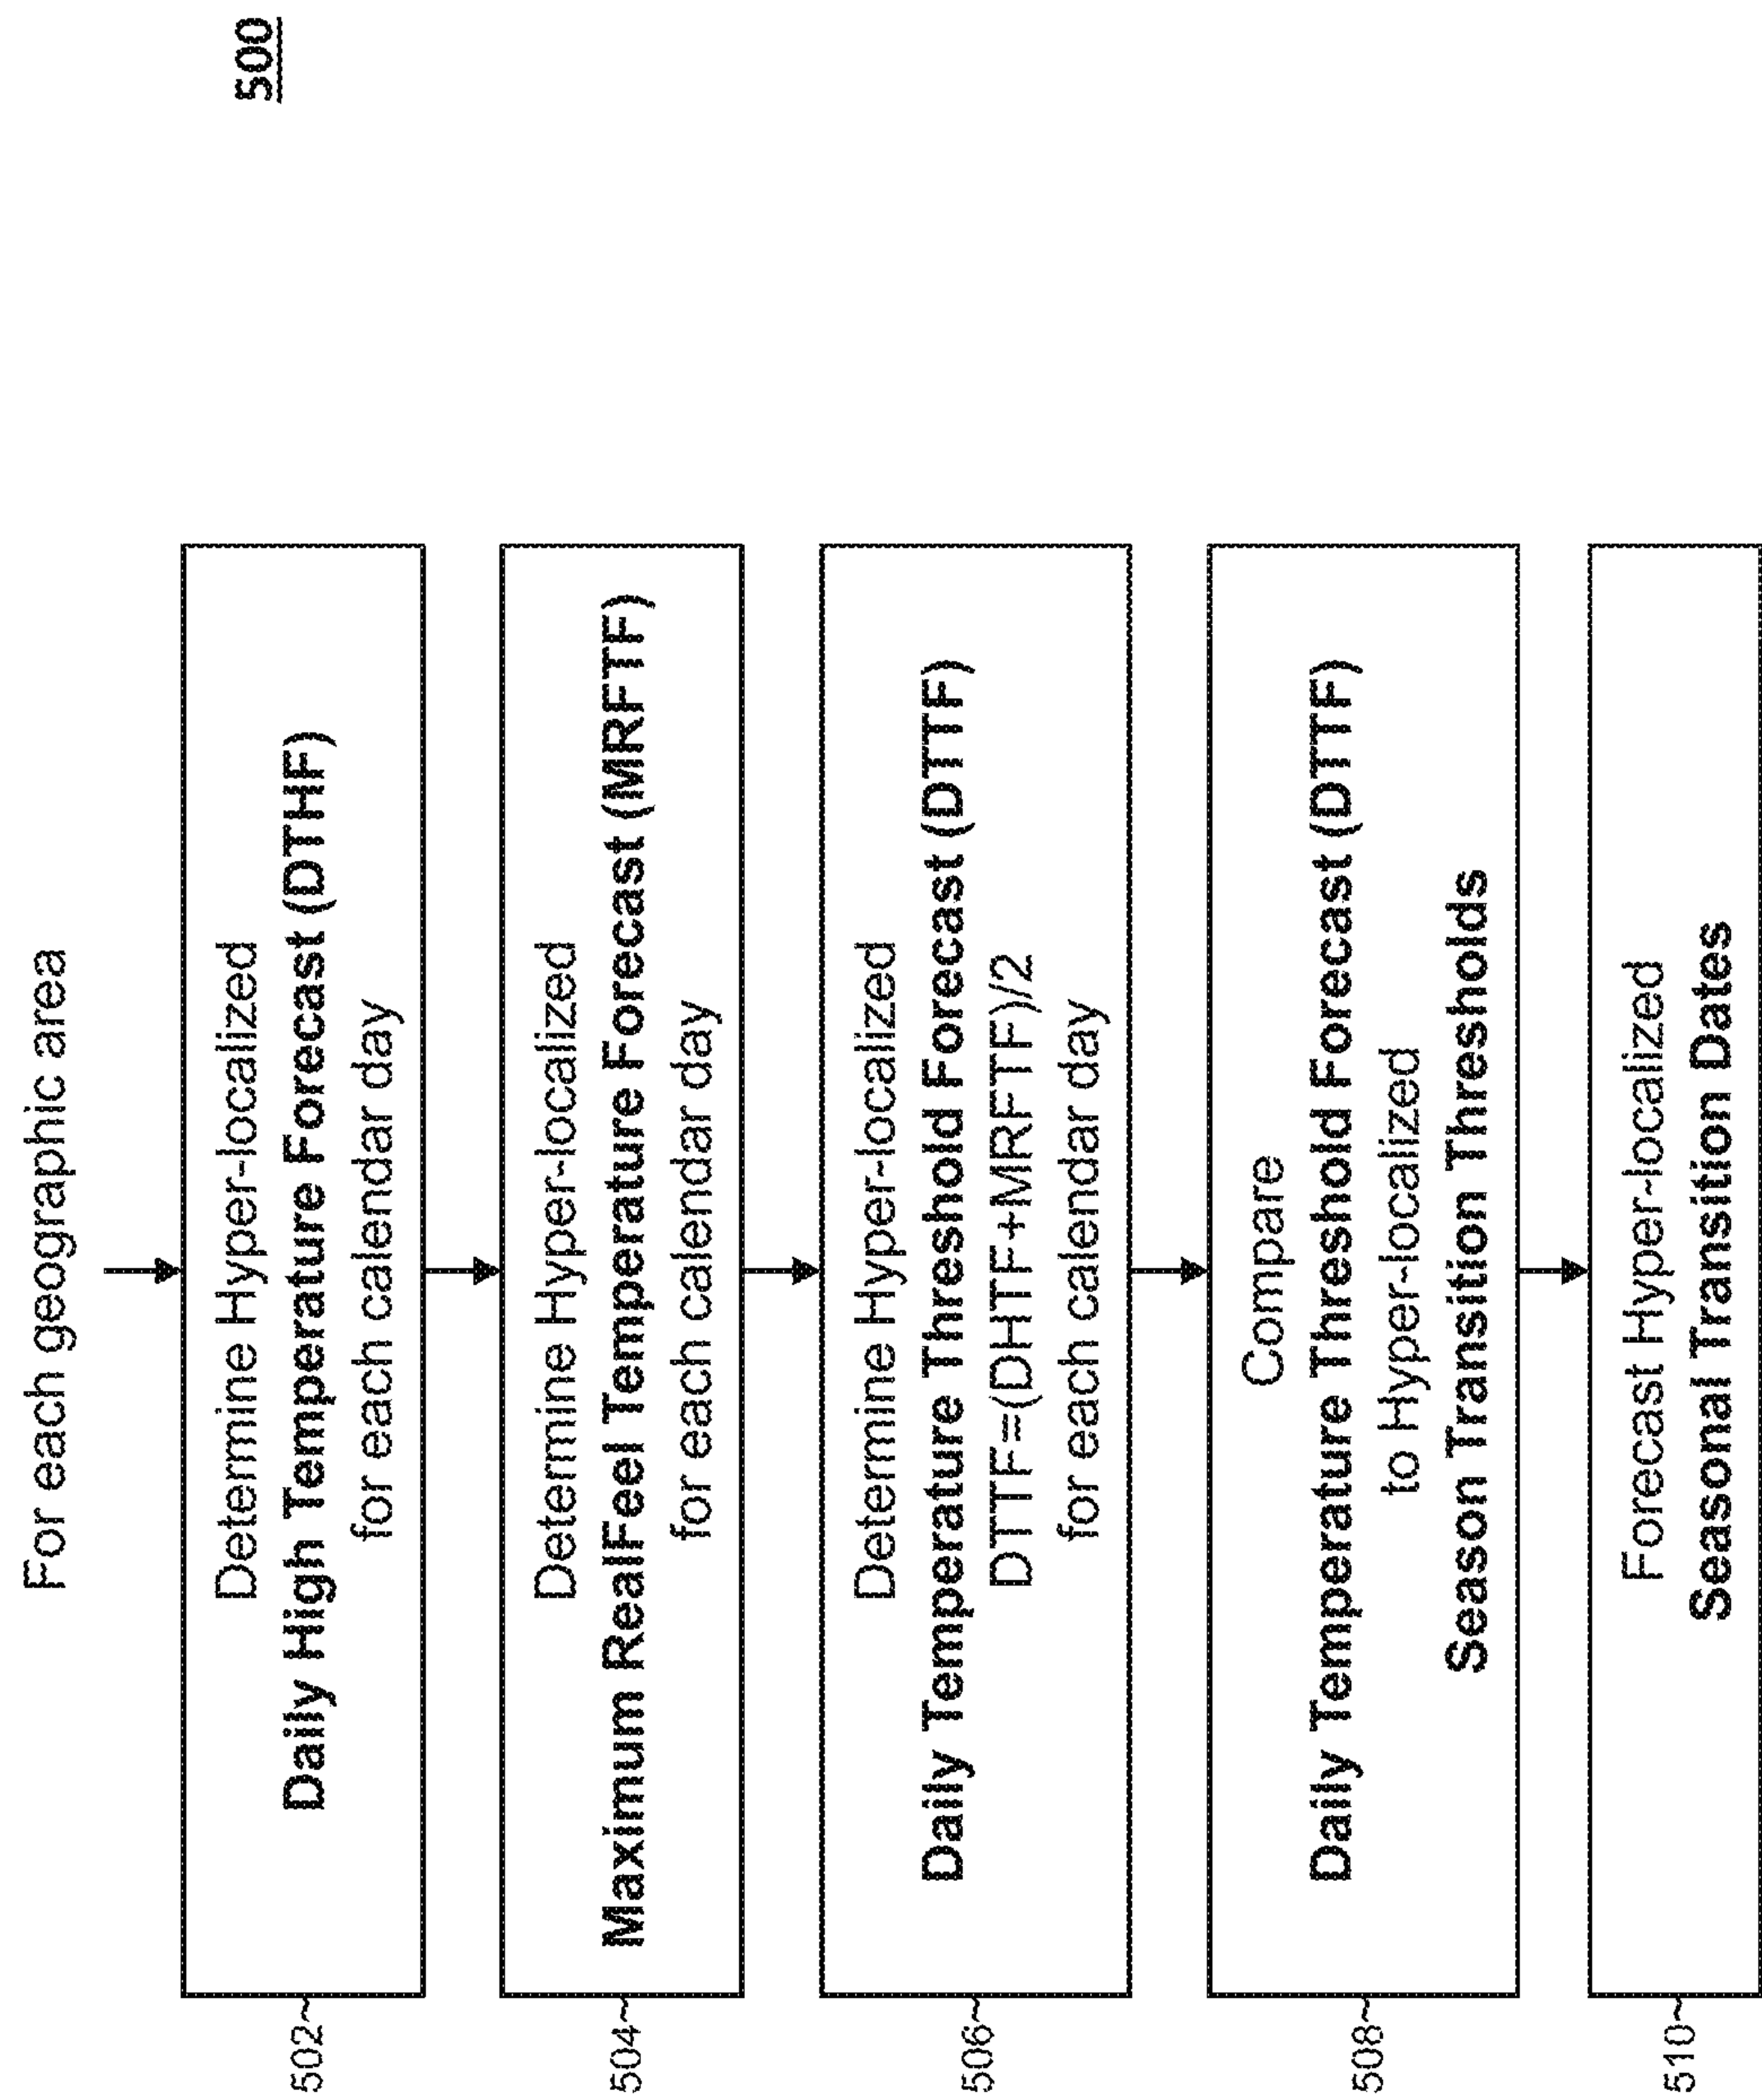 500
For each geographic area
502~
Determine Hyper-localized
Daily High Temperature Forecast (DTHF)
for each calendar day
504~
Determine Hyper-localized
Maximum RealFeel Temperature Forecast (MRFTF)
for each calendar day
506~
Determine Hyper-localized
Daily Temperature Threshold Forecast (DTTF)
DTTF=(DHTF+MRFTF)/2
for each calendar day
508~
Compare
Daily Temperature Threshold Forecast (DTTF)
to Hyper-localized
Season Transition Thresholds
510~
Forecast Hyper-localized
Seasonal Transition Dates